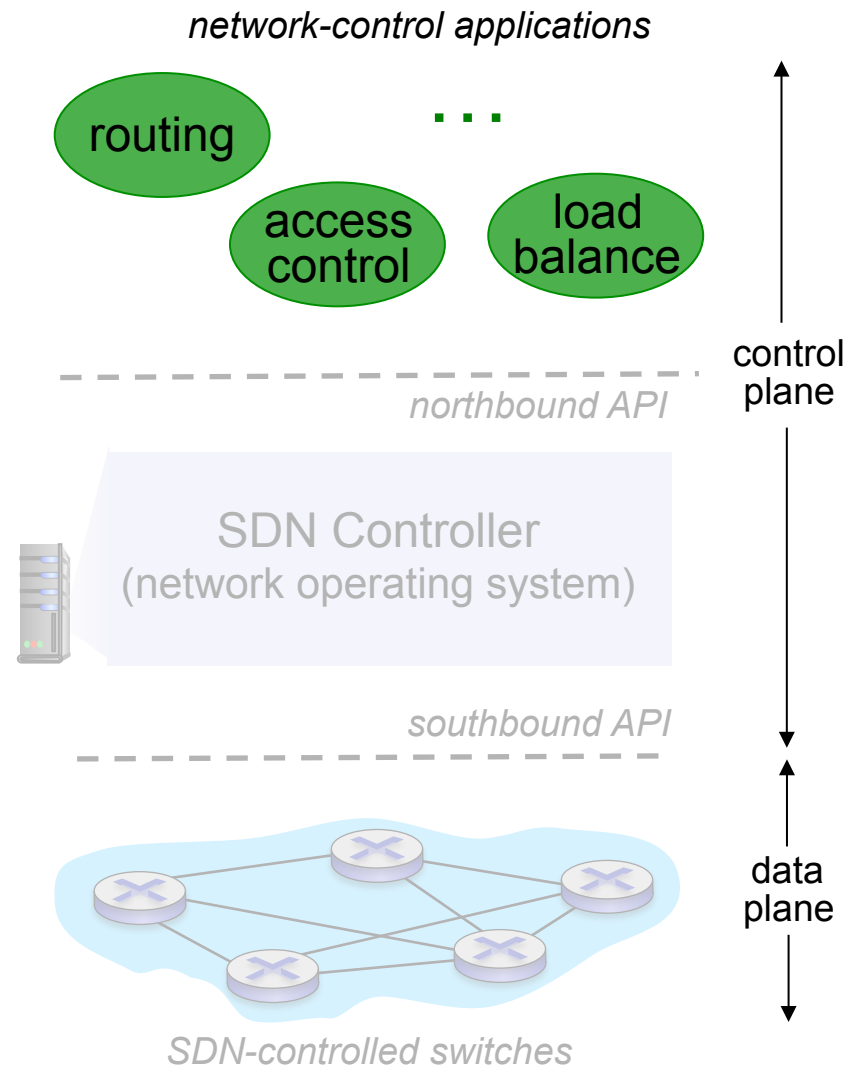 network-control applications
routing
...
access
control
load
balance
control
plane
northbound API
SDN Controller
(network operating system)
southbound API
data
plane
SDN-controlled switches